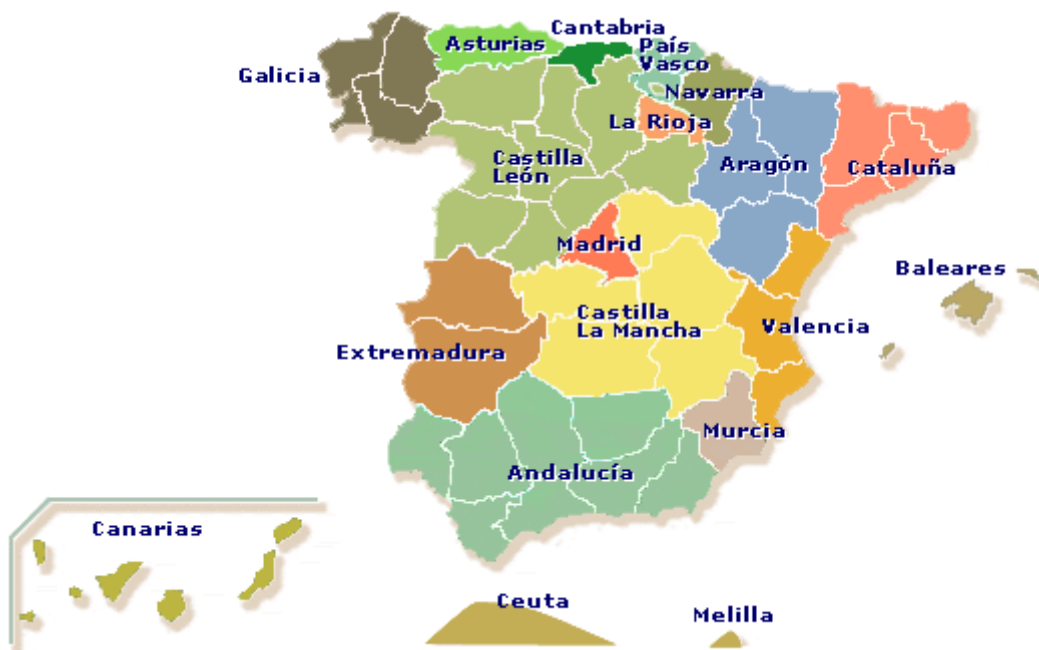 Cantabria
Asturias
País
Vasco
Galicia
Navarra
La Rioja
Castilla
León
Aragón
Cataluña
Madrid
Baleares
Castilla
La Mancha
Valencia
Extremadura
Murcia
Andalucía
Canarias
Ceuta
Melilla